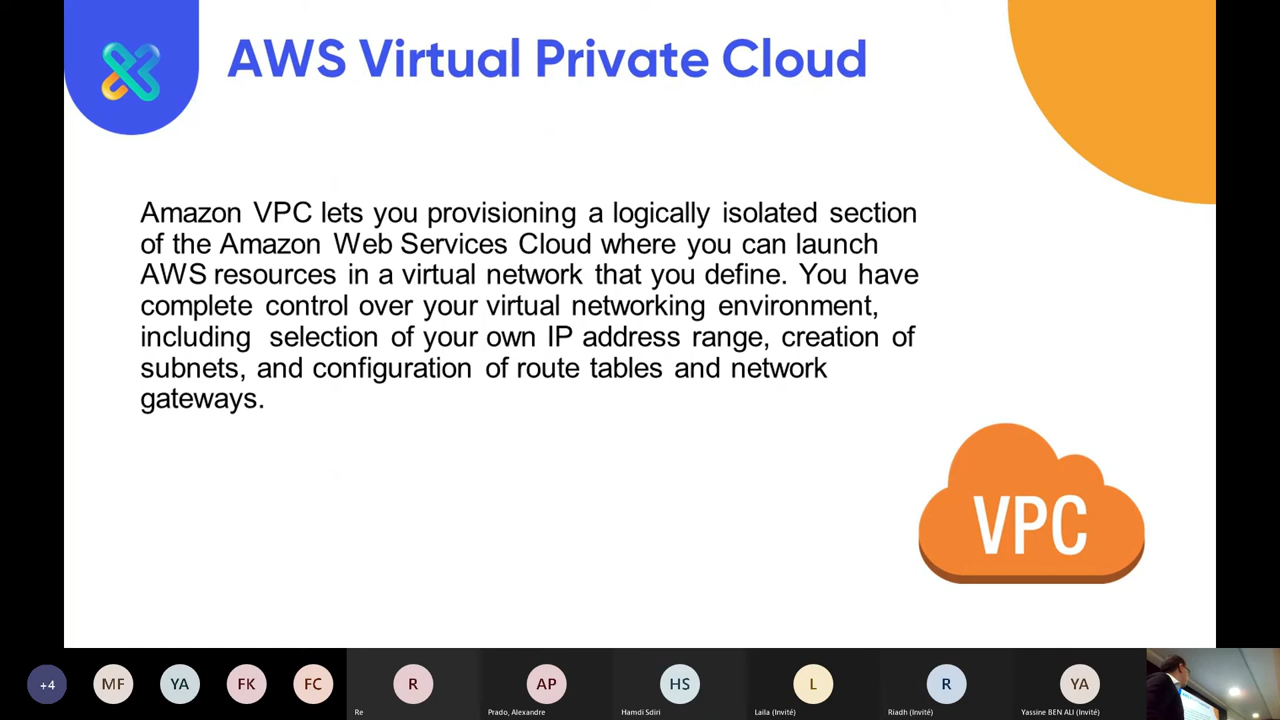 AWS Virtual Private Cloud
Amazon VPC lets you provisioning a logically isolated section
of the Amazon Web Services Cloud where you can launch
AWS resources in a virtual network that you define. You have
complete control over your virtual networking environment,
including selection of your own IP address range, creation of
subnets, and configuration of route tables and network
gateways.
VPC
+4
MF
YA
FK
FC
R
AP
HS
L
R
YA
Re
Prado, Alexandre
Hamdi Sdiri
Laila (Invité)
Riadh (Invité)
Yassine BEN ALI (Invité)